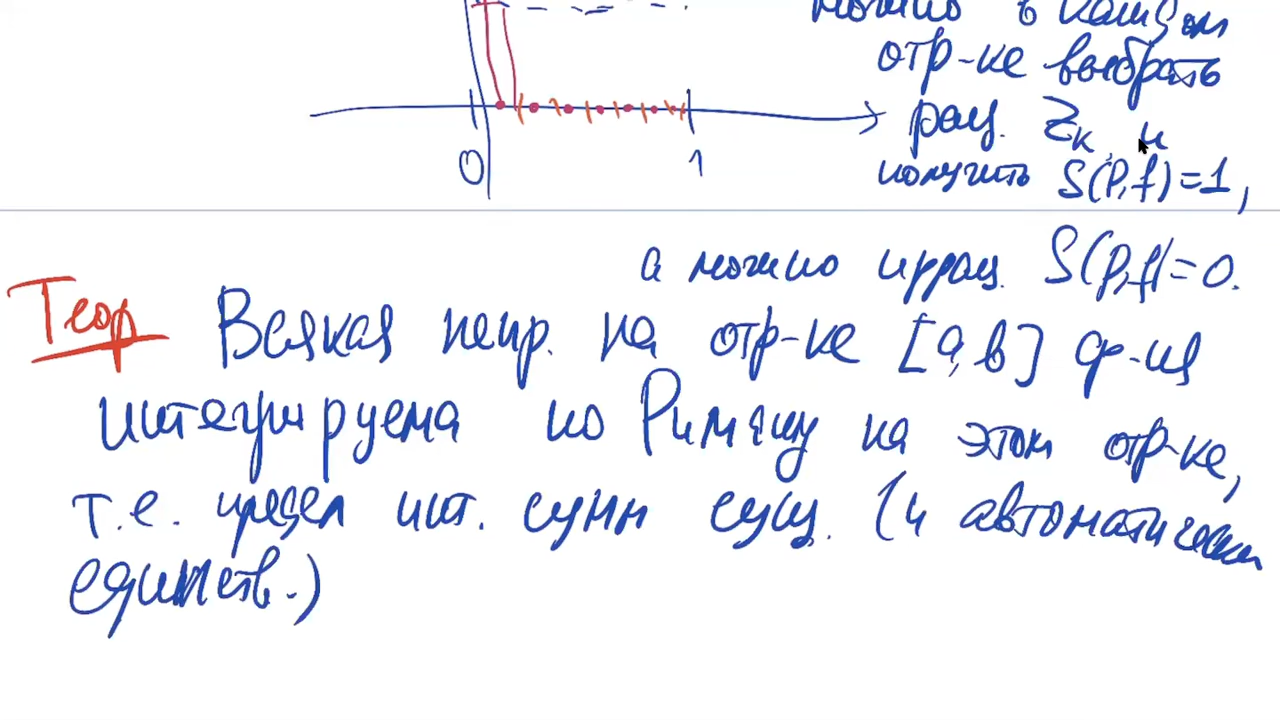 можно в каждом
отр-ке выбрать
рац. Z_K, и
получить S(P,f)=1,
0
1
а можно иррац. S(P,f)=0.
Теор Всякая непр. на отр-ке [a,b] ф-ия
интегрируема по Риману на этом отр-ке,
т.е. предел инт. сумм сущ. (и автоматически
единств.)